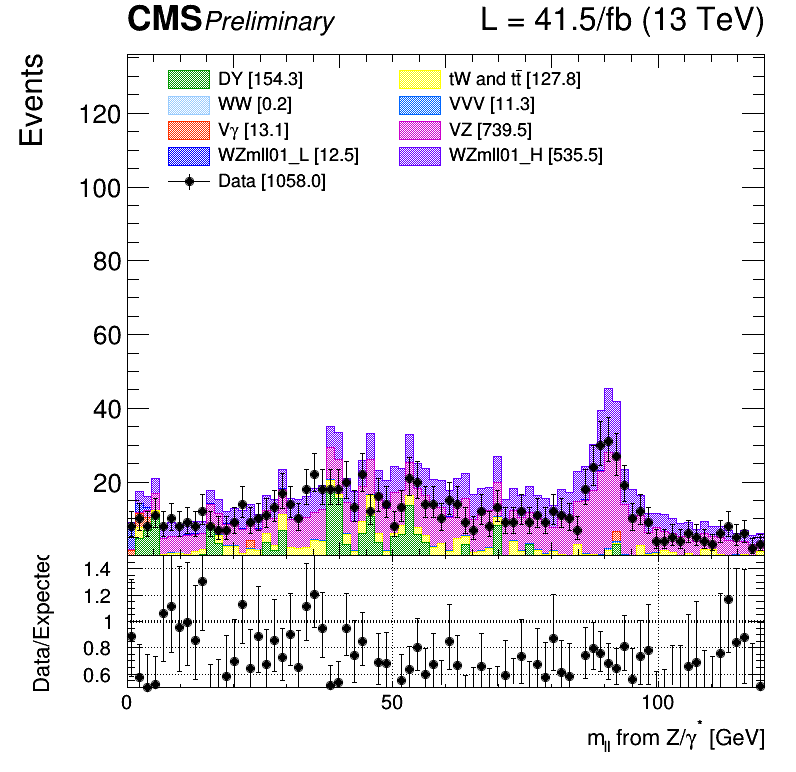 CMS Preliminary L = 41.5/fb (13 TeV)
Events
DY [154.3] tW and tt̄ [127.8]
WW [0.2] VVV [11.3]
Vγ [13.1] VZ [739.5]
WZmll01_L [12.5] WZmll01_H [535.5]
Data [1058.0]
120
100
80
60
40
20
Data/Expected
1.4
1.2
1
0.8
0.6
0 50 100
m_ll from Z/γ* [GeV]